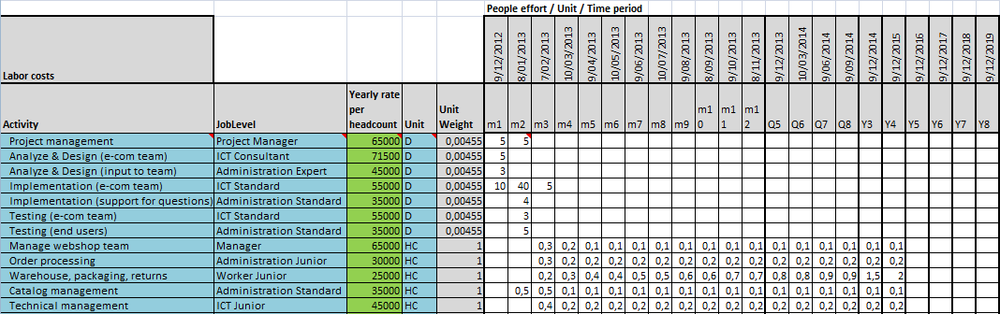 People effort / Unit / Time period
Labor costs 9/12/2012 8/01/2013 7/02/2013 10/03/2013 9/04/2013 10/05/2013 9/06/2013 10/07/2013 9/08/2013 8/09/2013 9/10/2013 8/11/2013 9/12/2013 10/03/2014 9/06/2014 9/09/2014 9/12/2014 9/12/2015 9/12/2016 9/12/2017 9/12/2018 9/12/2019
Activity JobLevel Yearly rate per headcount Unit Unit Weight m1 m2 m3 m4 m5 m6 m7 m8 m9 m10 m11 m12 Q5 Q6 Q7 Q8 Y3 Y4 Y5 Y6 Y7 Y8
Project management Project Manager 65000 D 0,00455 5 5
Analyze & Design (e-com team) ICT Consultant 71500 D 0,00455 5
Analyze & Design (input to team) Administration Expert 45000 D 0,00455 3
Implementation (e-com team) ICT Standard 55000 D 0,00455 10 40 5
Implementation (support for questions) Administration Standard 35000 D 0,00455 4
Testing (e-com team) ICT Standard 55000 D 0,00455 3
Testing (end users) Administration Standard 35000 D 0,00455 5
Manage webshop team Manager 65000 HC 1 0,3 0,2 0,1 0,1 0,1 0,1 0,1 0,1 0,1 0,1 0,1 0,1 0,1 0,1 0,1 0,1
Order processing Administration Junior 30000 HC 1 0,3 0,2 0,2 0,2 0,2 0,2 0,2 0,2 0,2 0,2 0,2 0,2 0,2 0,2 0,2 0,2
Warehouse, packaging, returns Worker Junior 25000 HC 1 0,2 0,3 0,4 0,4 0,5 0,5 0,6 0,6 0,7 0,7 0,8 0,8 0,9 0,9 1,5 2
Catalog management Administration Standard 35000 HC 1 0,5 0,5 0,1 0,1 0,1 0,1 0,1 0,1 0,1 0,1 0,1 0,1 0,1 0,1 0,1 0,1 0,1
Technical management ICT Junior 45000 HC 1 0,4 0,2 0,2 0,2 0,2 0,2 0,2 0,2 0,2 0,2 0,2 0,2 0,2 0,2 0,2 0,2